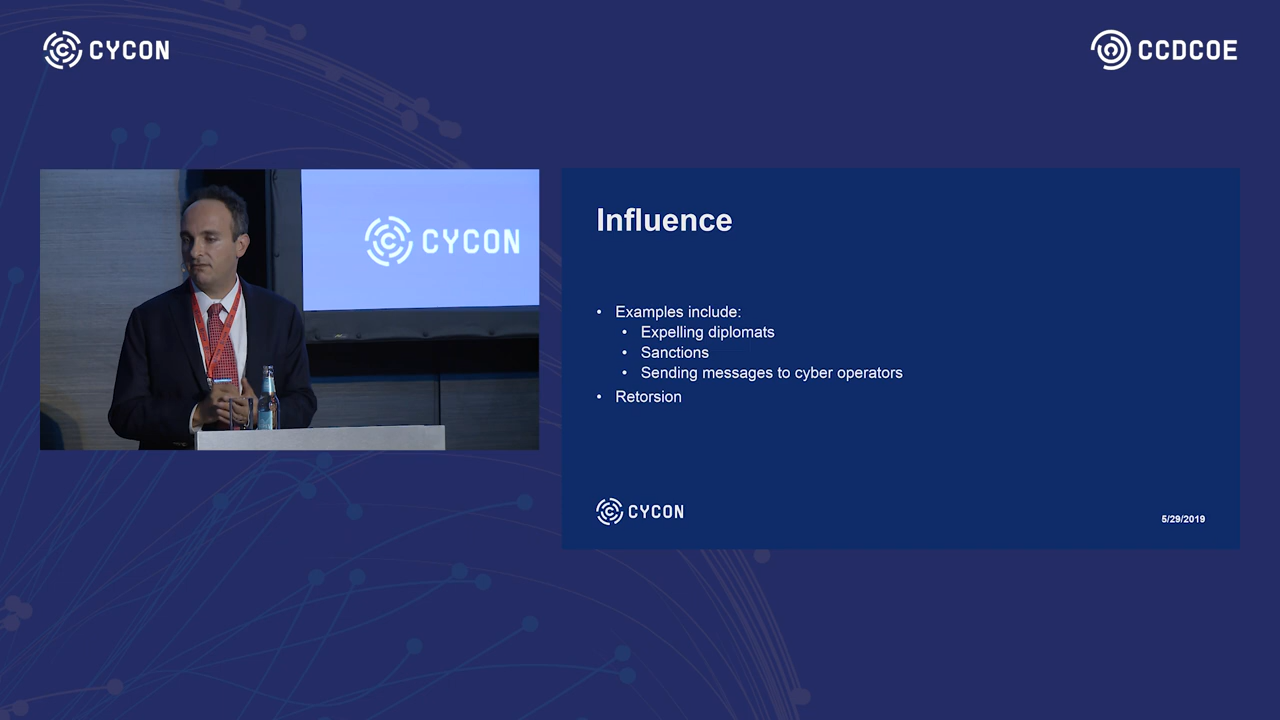 CYCON
CCDCOE
CYCON
Influence
• Examples include:
• Expelling diplomats
• Sanctions
• Sending messages to cyber operators
• Retorsion
CYCON
5/29/2019